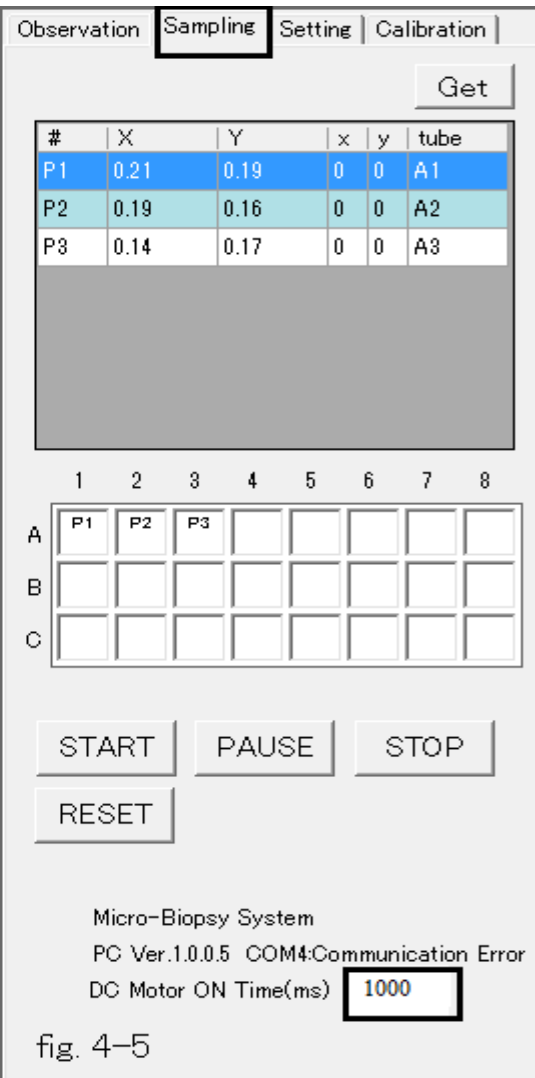 Observation Sampling Setting Calibration
Get
# X Y x y tube
P1 0.21 0.19 0 0 A1
P2 0.19 0.16 0 0 A2
P3 0.14 0.17 0 0 A3
1 2 3 4 5 6 7 8
A P1 P2 P3
B
C
START PAUSE STOP
RESET
Micro-Biopsy System
PC Ver.1.0.0.5 COM4:Communication Error
DC Motor ON Time(ms) 1000
fig. 4-5